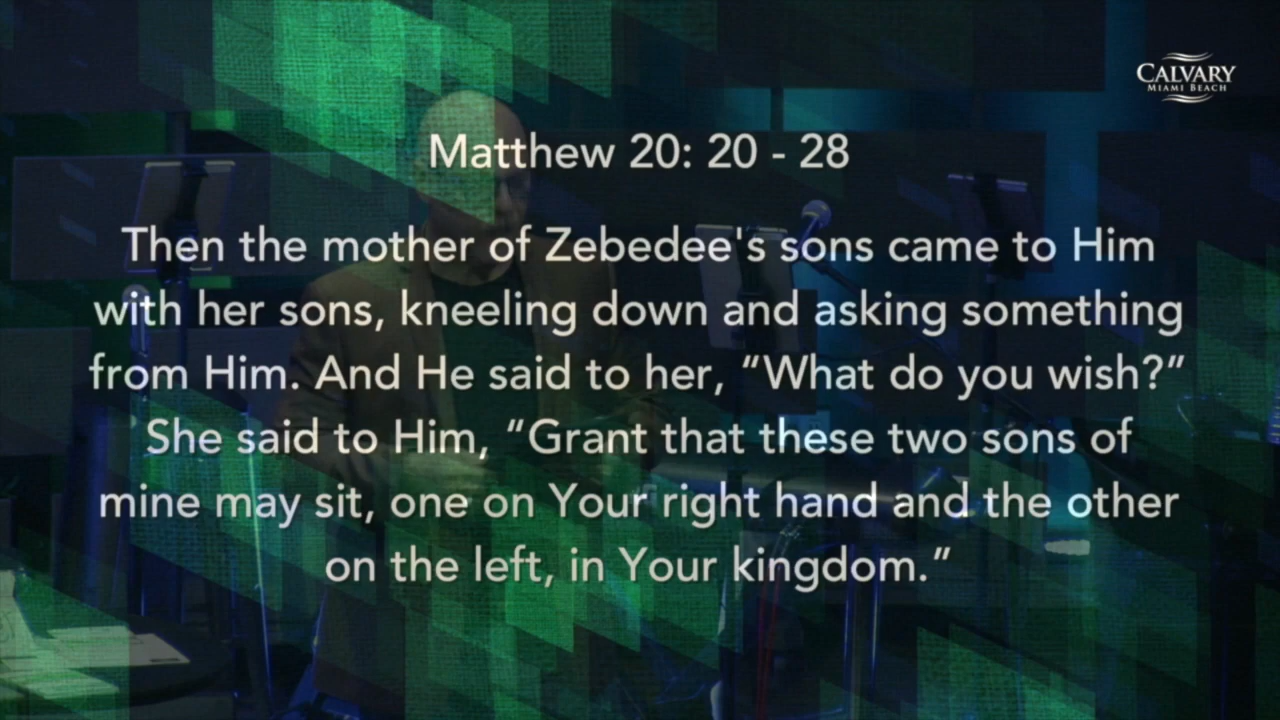 CALVARY
MIAMI BEACH
Matthew 20: 20 - 28
Then the mother of Zebedee's sons came to Him
with her sons, kneeling down and asking something
from Him. And He said to her, “What do you wish?”
She said to Him, “Grant that these two sons of
mine may sit, one on Your right hand and the other
on the left, in Your kingdom.”